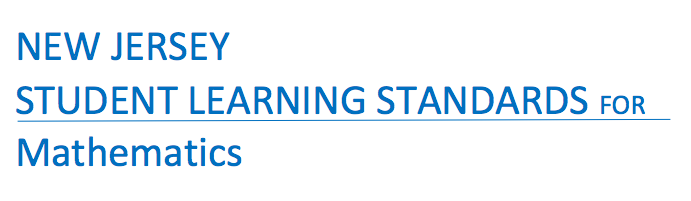 NEW JERSEY
STUDENT LEARNING STANDARDS FOR
Mathematics